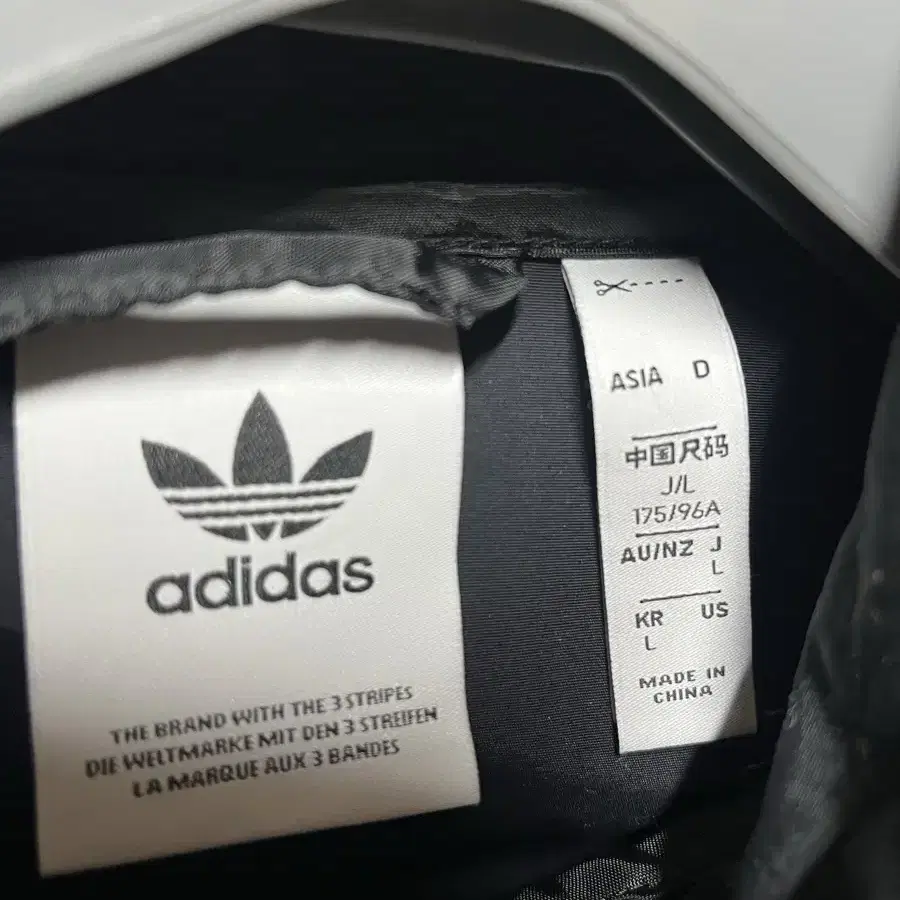 adidas
THE BRAND WITH THE 3 STRIPES
DIE WELTMARKE MIT DEN 3 STREIFEN
LA MARQUE AUX 3 BANDES
ASIA D
中国尺码
J/L
175/96A
AU/NZ J
L
KR US
L
MADE IN
CHINA